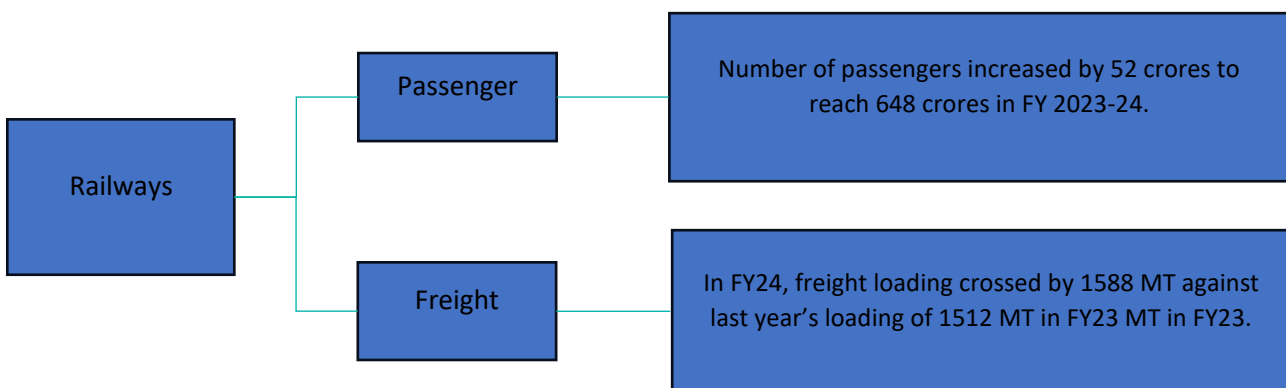 Railways
Passenger
Number of passengers increased by 52 crores to
reach 648 crores in FY 2023-24.
Freight
In FY24, freight loading crossed by 1588 MT against
last year’s loading of 1512 MT in FY23 MT in FY23.